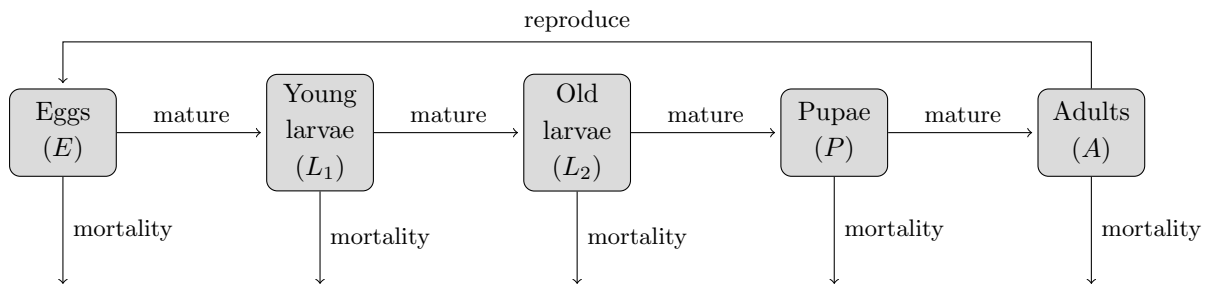 reproduce
Eggs
(E)
mature
Young
larvae
(L₁)
mature
Old
larvae
(L₂)
mature
Pupae
(P)
mature
Adults
(A)
mortality
mortality
mortality
mortality
mortality